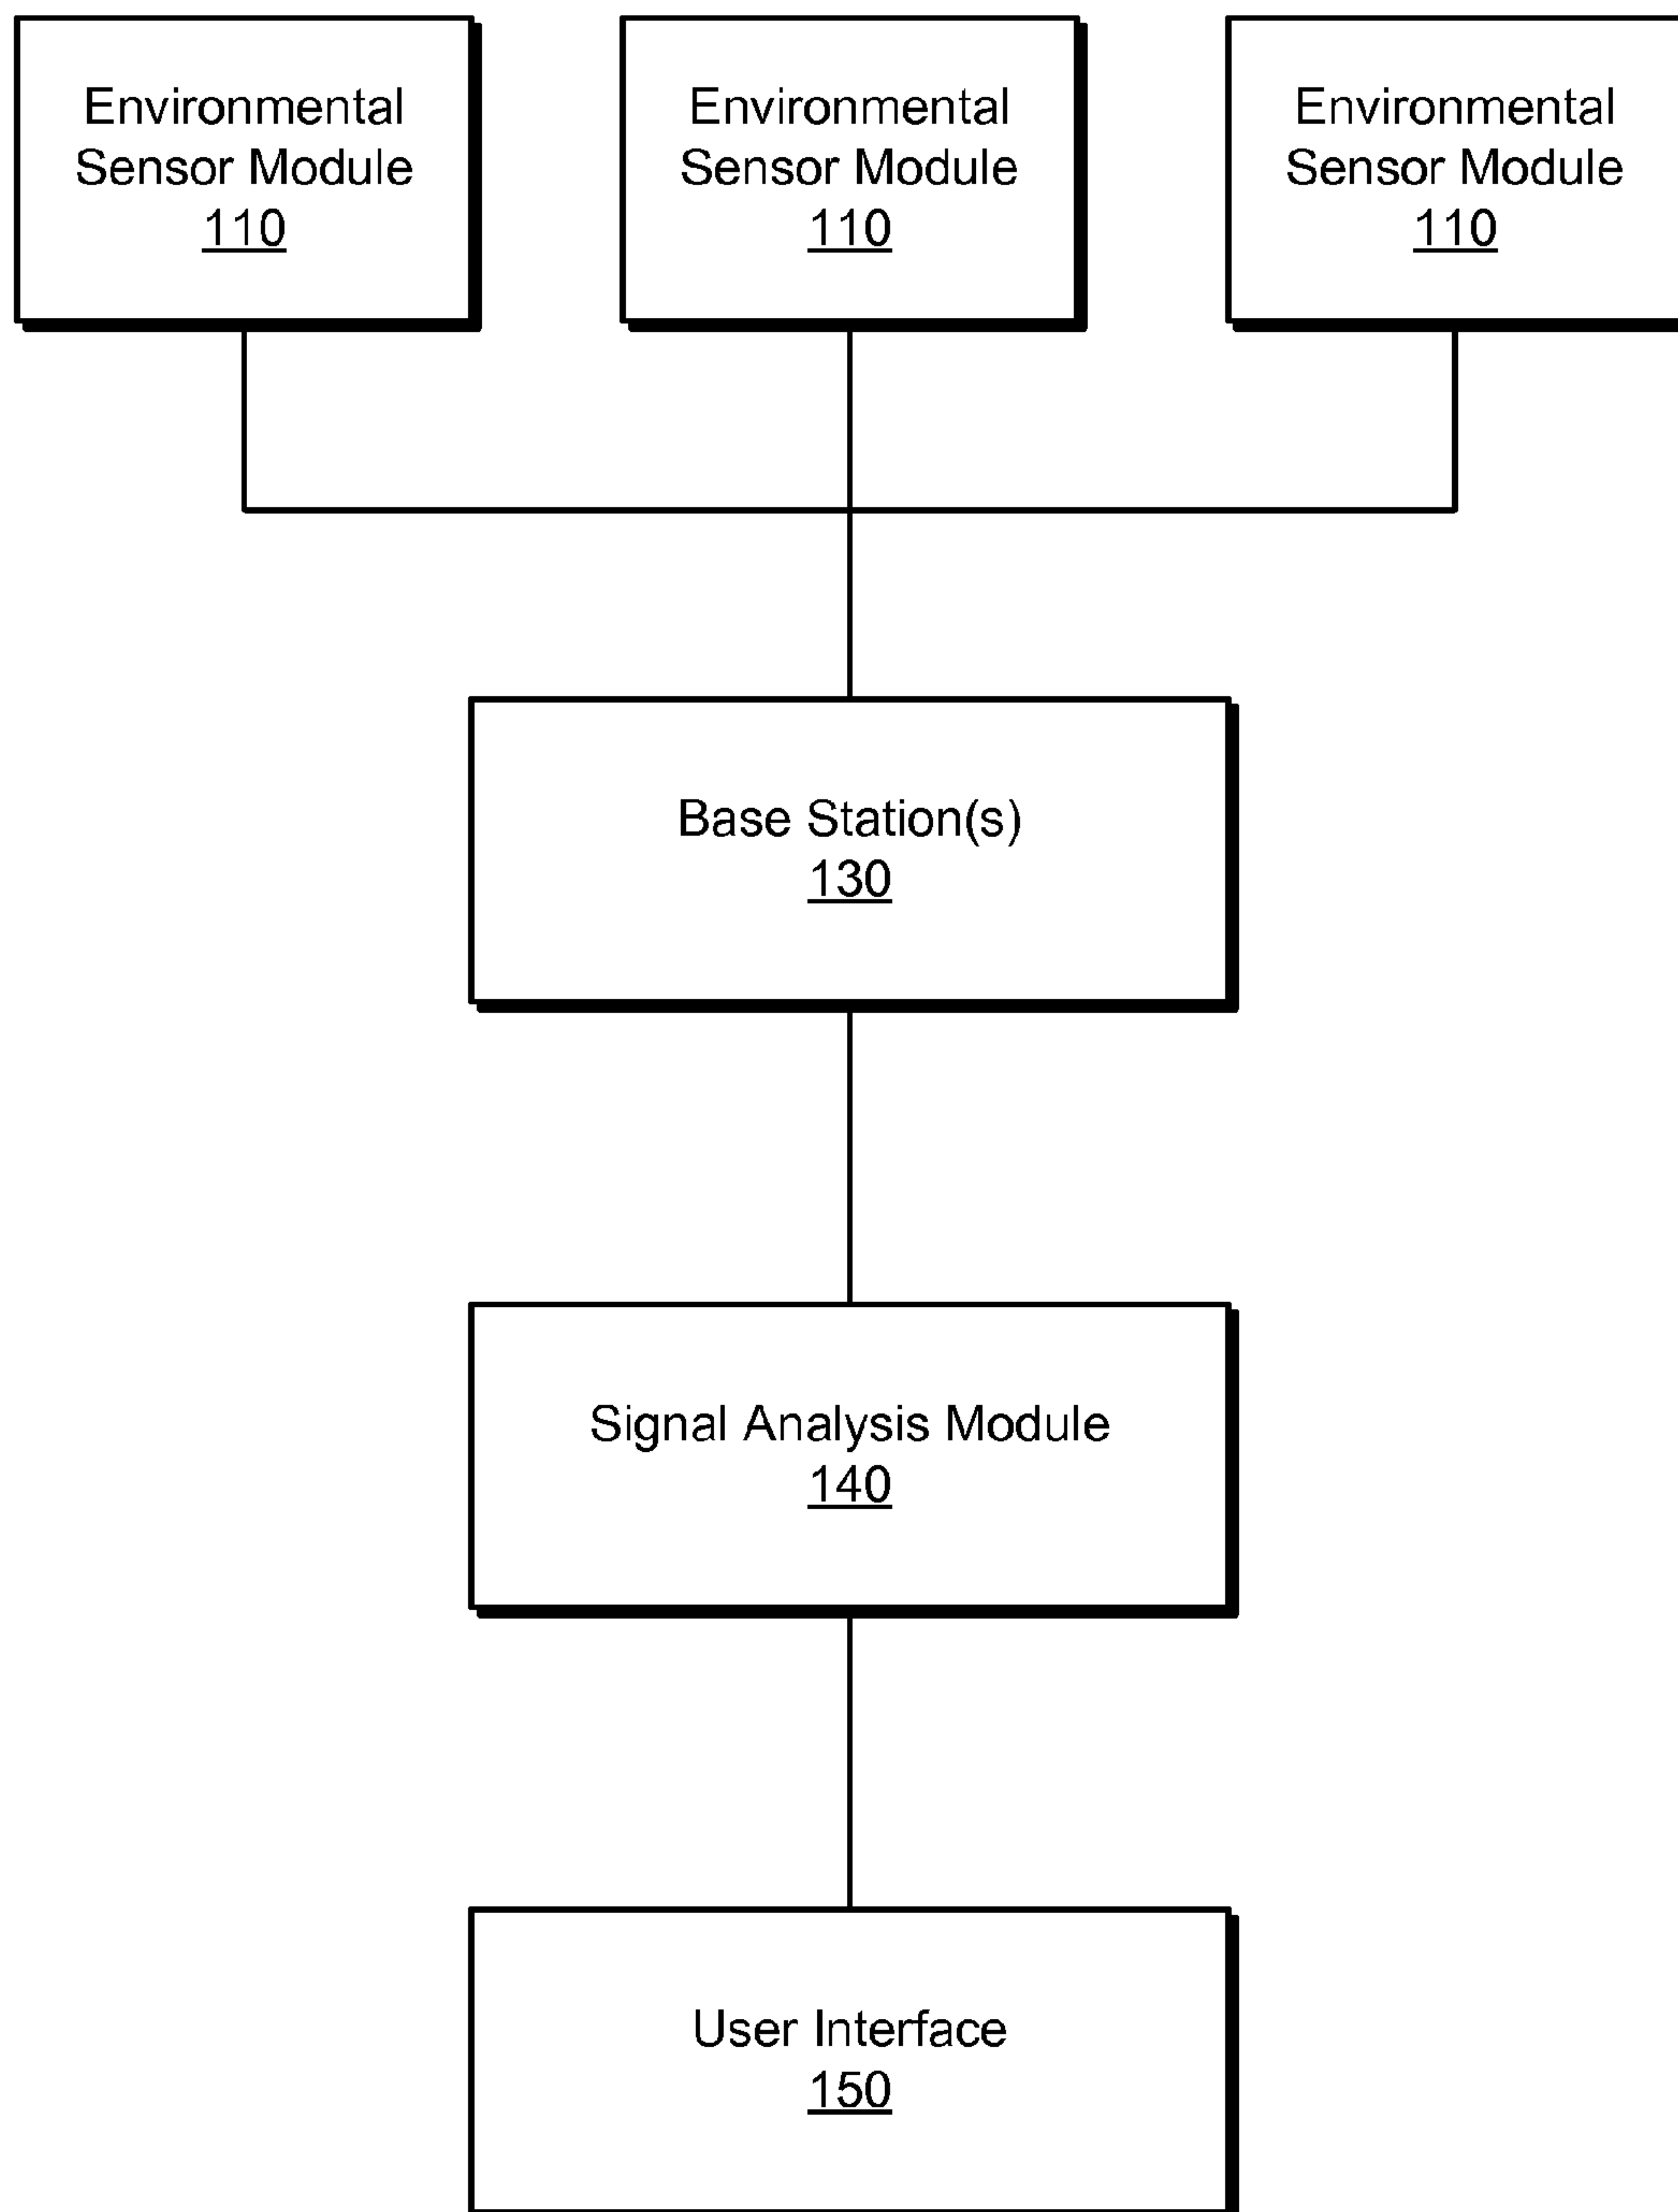 Environmental
Sensor Module
110
Environmental
Sensor Module
110
Environmental
Sensor Module
110
Base Station(s)
130
Signal Analysis Module
140
User Interface
150